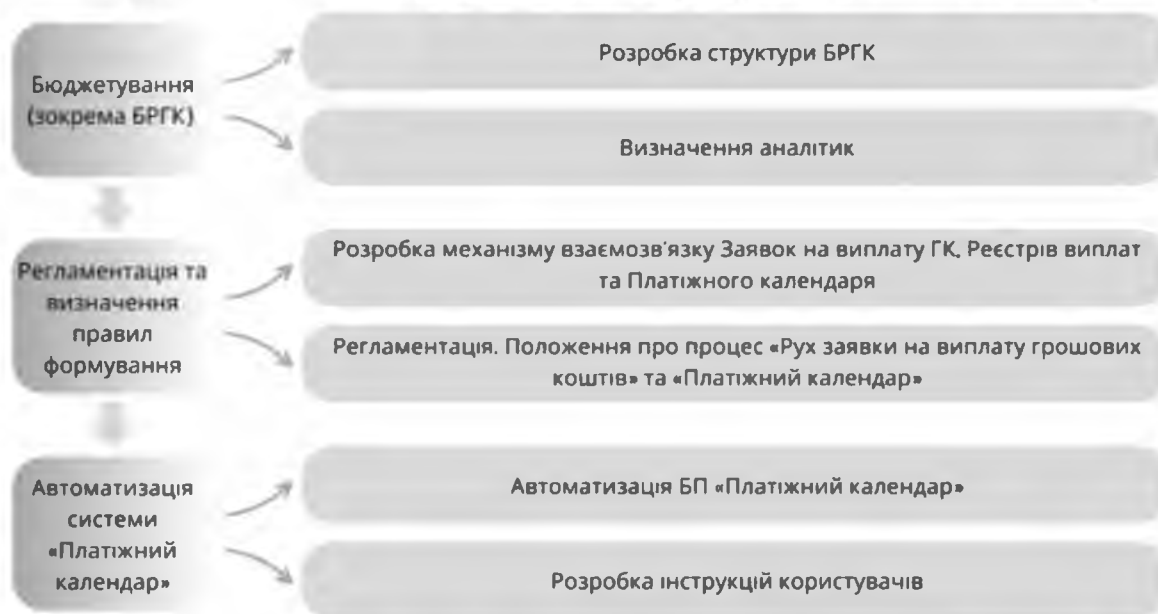 Бюджетування
(зокрема БРГК)
Розробка структури БРГК
Визначення аналітик
Регламентація та
визначення
правил
формування
Розробка механізму взаємозв'язку Заявок на виплату ГК, Реєстрів виплат
та Платіжного календаря
Регламентація. Положення про процес «Рух заявки на виплату грошових
коштів» та «Платіжний календар»
Автоматизація
системи
«Платіжний
календар»
Автоматизація БП «Платіжний календар»
Розробка інструкцій користувачів